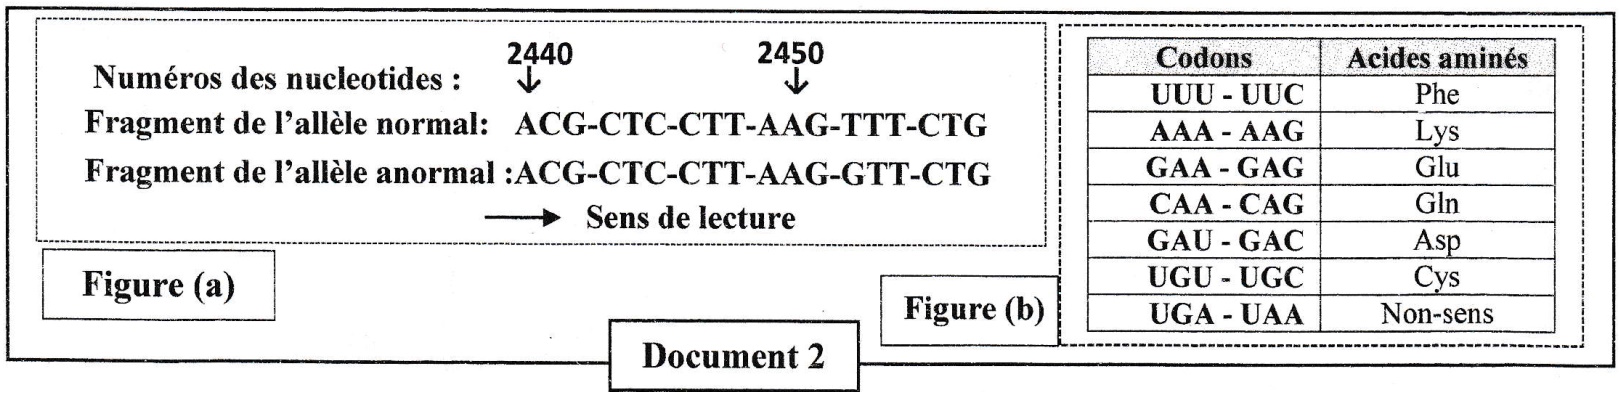 2440 2450
Numéros des nucleotides :
Fragment de l'allèle normal: ACG-CTC-CTT-AAG-TTT-CTG
Fragment de l'allèle anormal :ACG-CTC-CTT-AAG-GTT-CTG
Sens de lecture
Figure (a)
Codons Acides aminés
UUU - UUC Phe
AAA - AAG Lys
GAA - GAG Glu
CAA - CAG Gln
GAU - GAC Asp
UGU - UGC Cys
UGA - UAA Non-sens
Figure (b)
Document 2